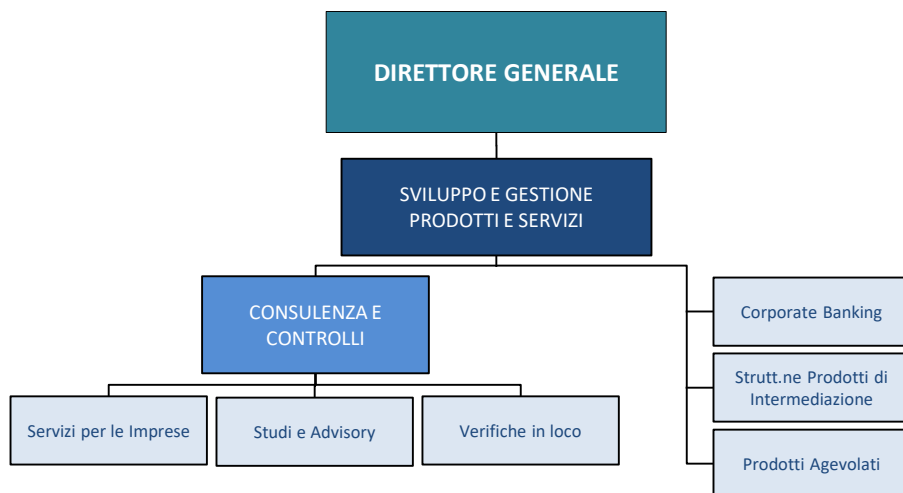 DIRETTORE GENERALE
SVILUPPO E GESTIONE
PRODOTTI E SERVIZI
CONSULENZA E
CONTROLLI
Servizi per le Imprese
Studi e Advisory
Verifiche in loco
Corporate Banking
Strutt.ne Prodotti di
Intermediazione
Prodotti Agevolati